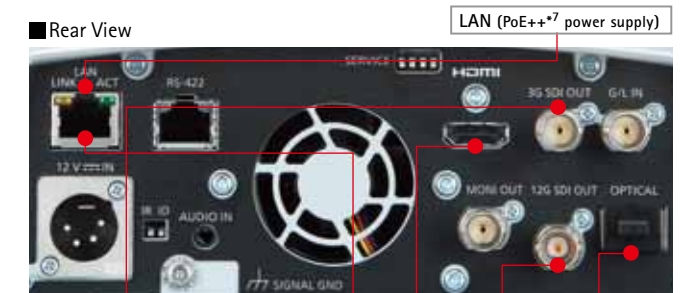 LAN (PoE++*7 power supply)
■Rear View
SERVICE
HDMI
LAN
LINK ACT
RS-422
3G SDI OUT G/L IN
12 V ⎓ IN
IR ID
AUDIO IN
MONI OUT 12G SDI OUT OPTICAL
SIGNAL GND